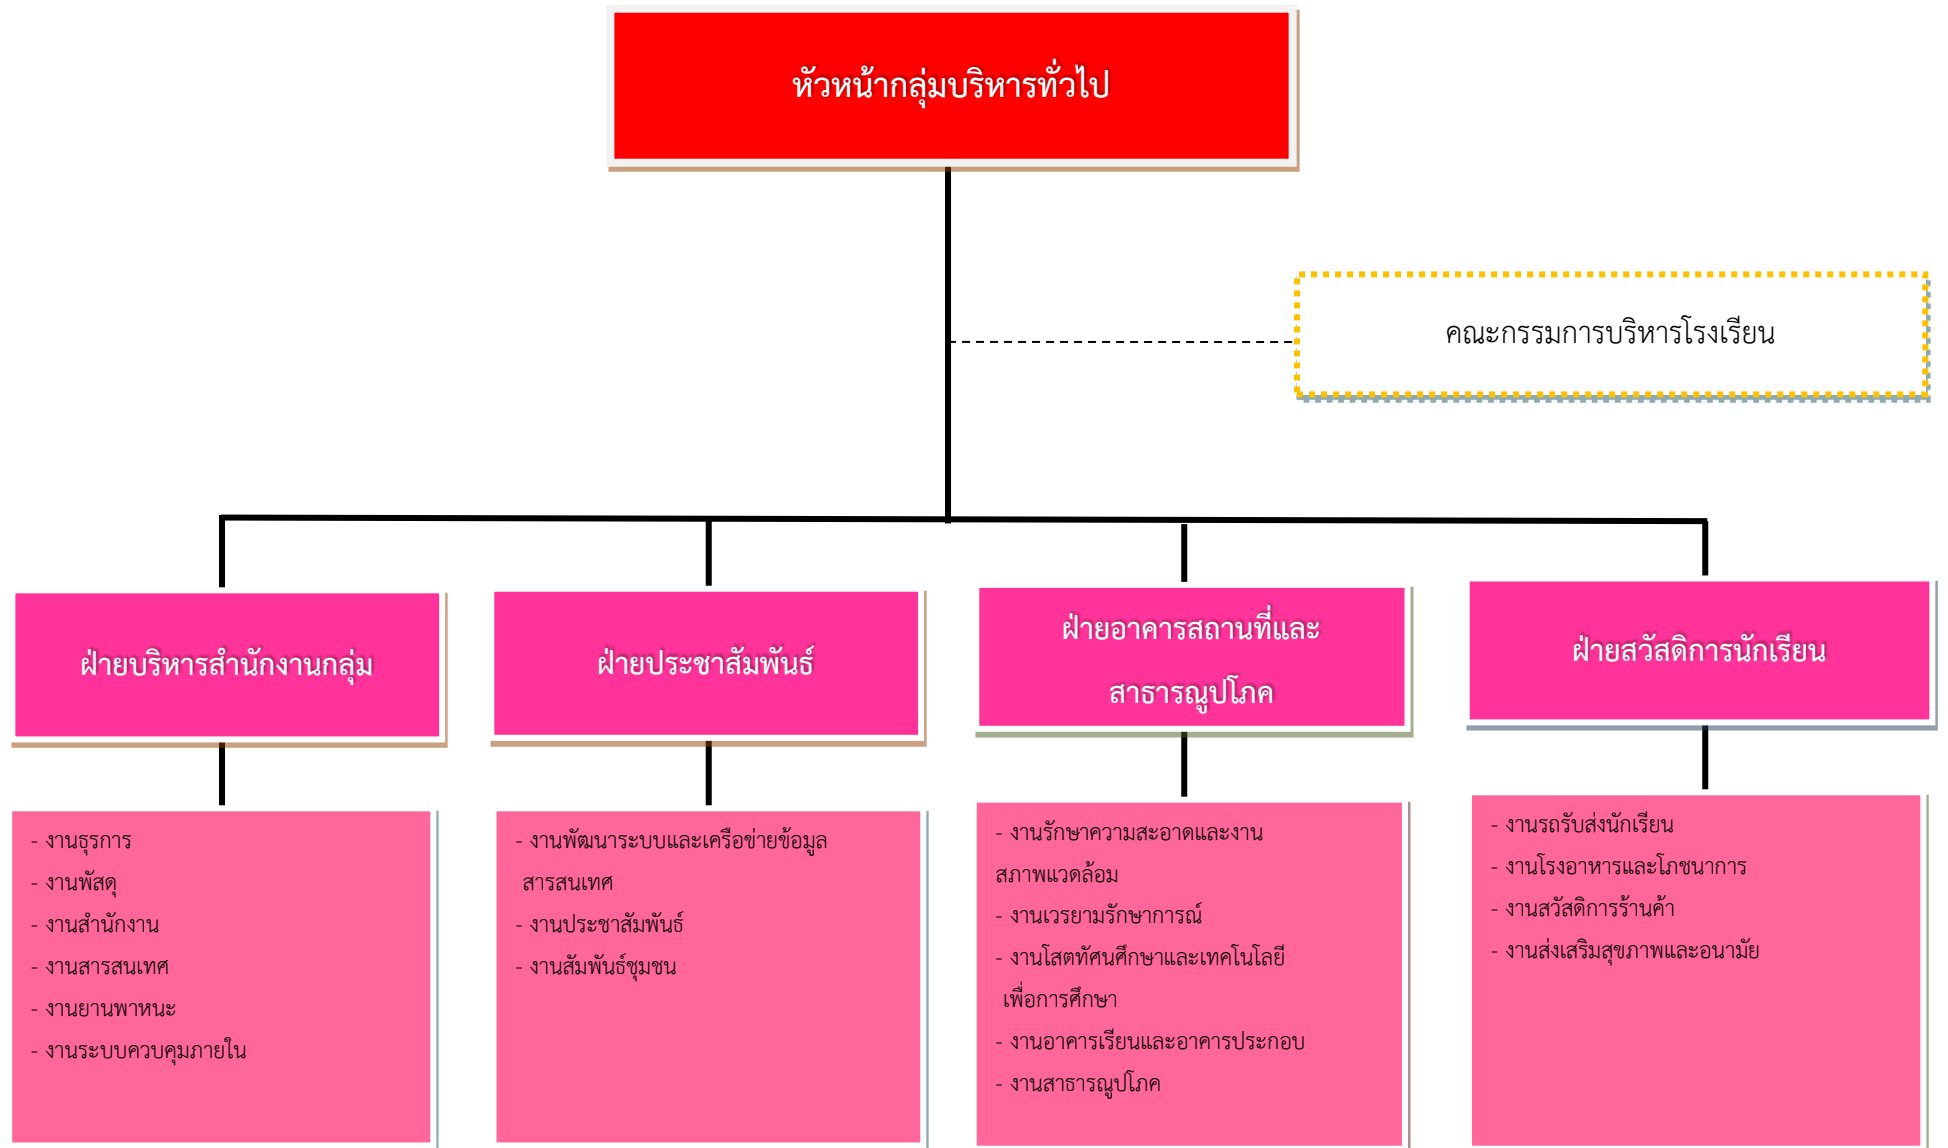 หัวหน้ากลุ่มบริหารทั่วไป
คณะกรรมการบริหารโรงเรียน
ฝ่ายบริหารสำนักงานกลุ่ม
- งานธุรการ
- งานพัสดุ
- งานสำนักงาน
- งานสารสนเทศ
- งานยานพาหนะ
- งานระบบควบคุมภายใน
ฝ่ายประชาสัมพันธ์
- งานพัฒนาระบบและเครือข่ายข้อมูล
สารสนเทศ
- งานประชาสัมพันธ์
- งานสัมพันธ์ชุมชน
ฝ่ายอาคารสถานที่และ
สาธารณูปโภค
- งานรักษาความสะอาดและงาน
สภาพแวดล้อม
- งานเวรยามรักษาการณ์
- งานโสตทัศนศึกษาและเทคโนโลยี
เพื่อการศึกษา
- งานอาคารเรียนและอาคารประกอบ
- งานสาธารณูปโภค
ฝ่ายสวัสดิการนักเรียน
- งานรถรับส่งนักเรียน
- งานโรงอาหารและโภชนาการ
- งานสวัสดิการร้านค้า
- งานส่งเสริมสุขภาพและอนามัย